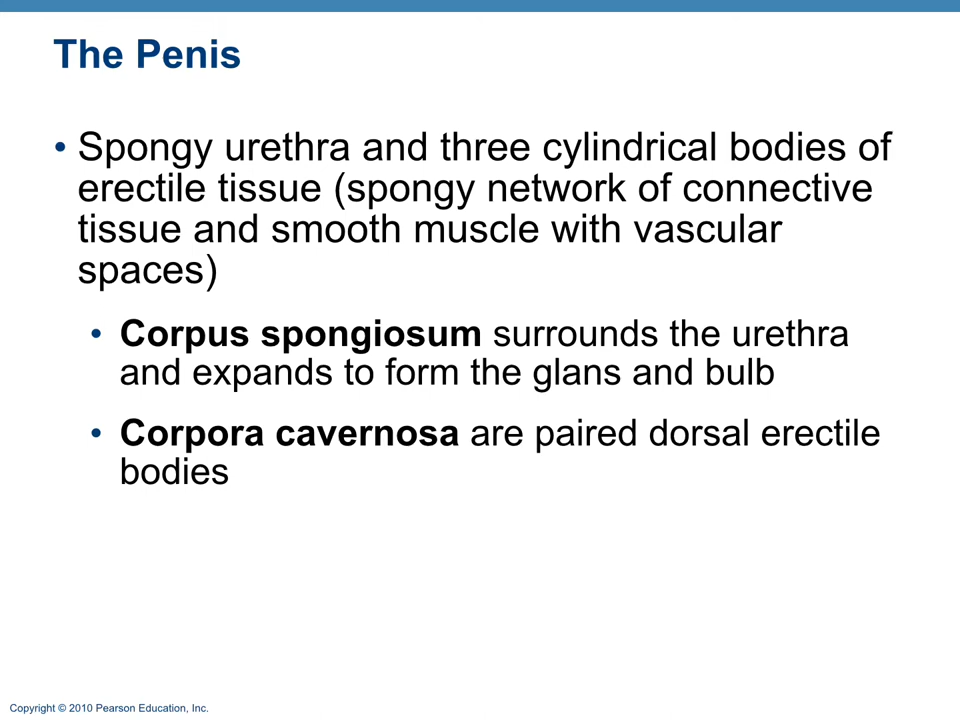 The Penis
• Spongy urethra and three cylindrical bodies of
erectile tissue (spongy network of connective
tissue and smooth muscle with vascular
spaces)
• Corpus spongiosum surrounds the urethra
and expands to form the glans and bulb
• Corpora cavernosa are paired dorsal erectile
bodies
Copyright © 2010 Pearson Education, Inc.